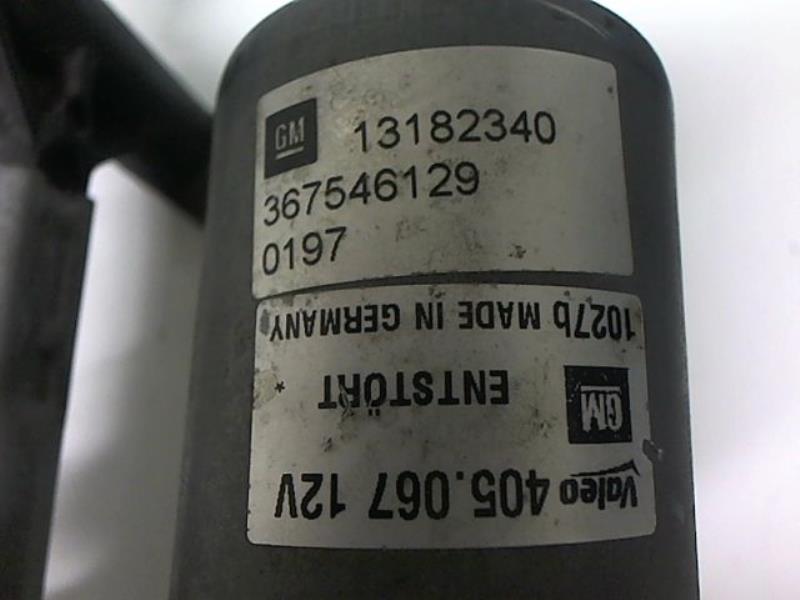 GM 13182340
367546129
0197
Valeo 405.067 12V
GM ENTSTÖRT *
1027b MADE IN GERMANY